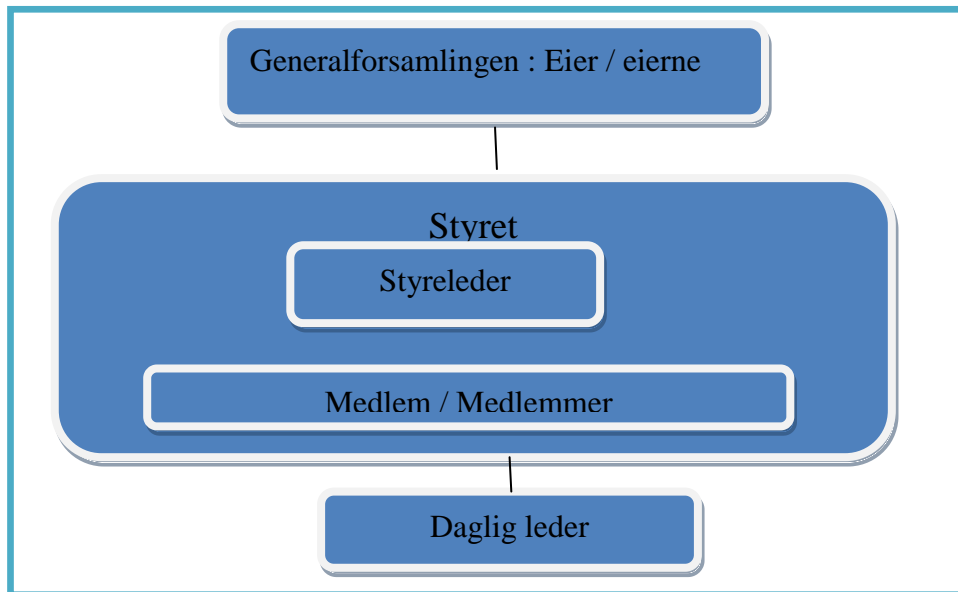 Generalforsamlingen : Eier / eierne
Styret
Styreleder
Medlem / Medlemmer
Daglig leder